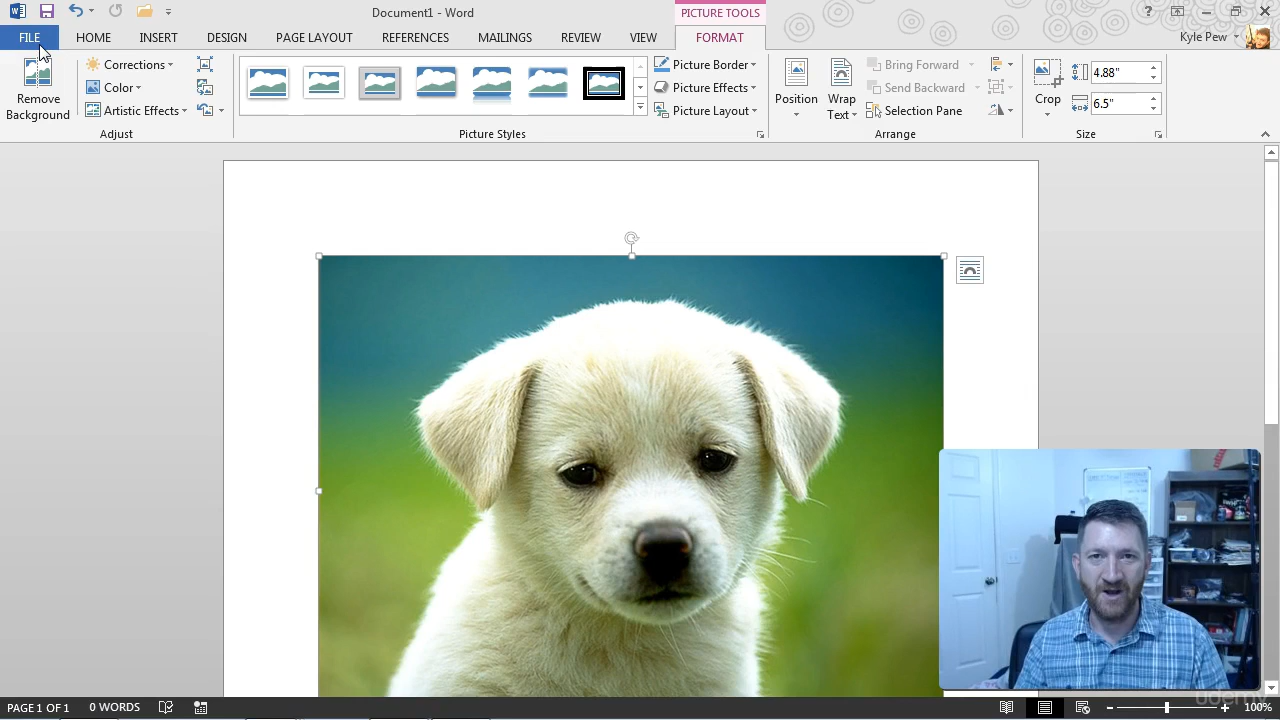 Document1 - Word
PICTURE TOOLS
?
FILE
HOME
INSERT
DESIGN
PAGE LAYOUT
REFERENCES
MAILINGS
REVIEW
VIEW
FORMAT
Kyle Pew
Remove
Background
Corrections
Color
Artistic Effects
Adjust
Picture Styles
Picture Border
Picture Effects
Picture Layout
Position
Wrap
Text
Bring Forward
Send Backward
Selection Pane
Arrange
Crop
4.88"
6.5"
Size
PAGE 1 OF 1
0 WORDS
100%
udemy